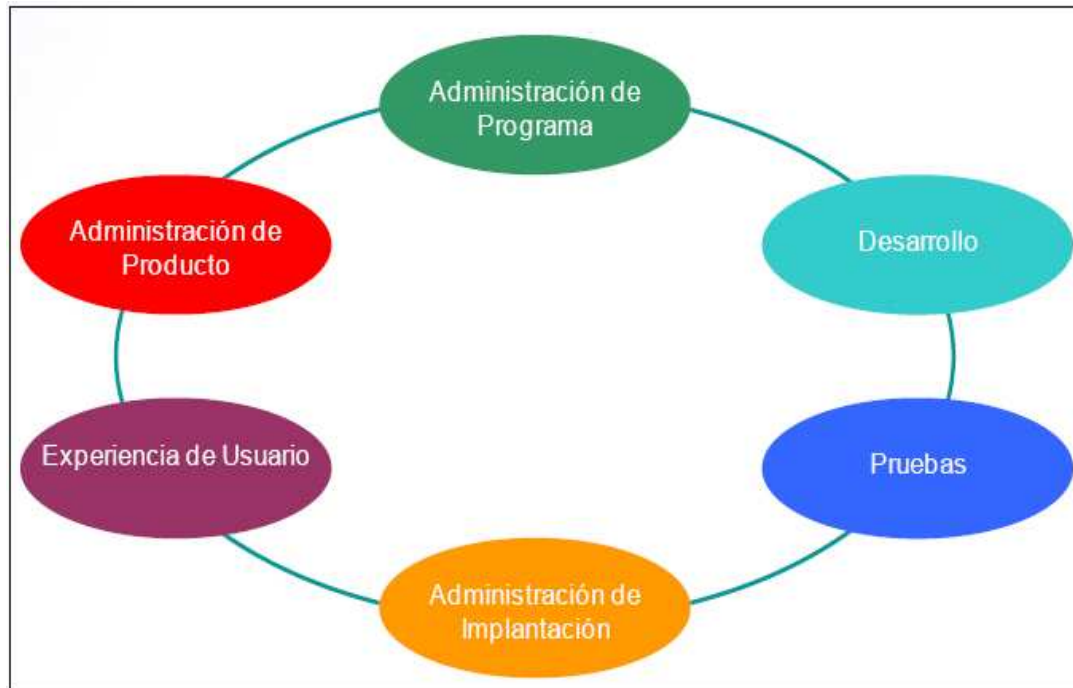 Administración de
Programa
Administración de
Producto
Desarrollo
Experiencia de Usuario
Pruebas
Administración de
Implantación